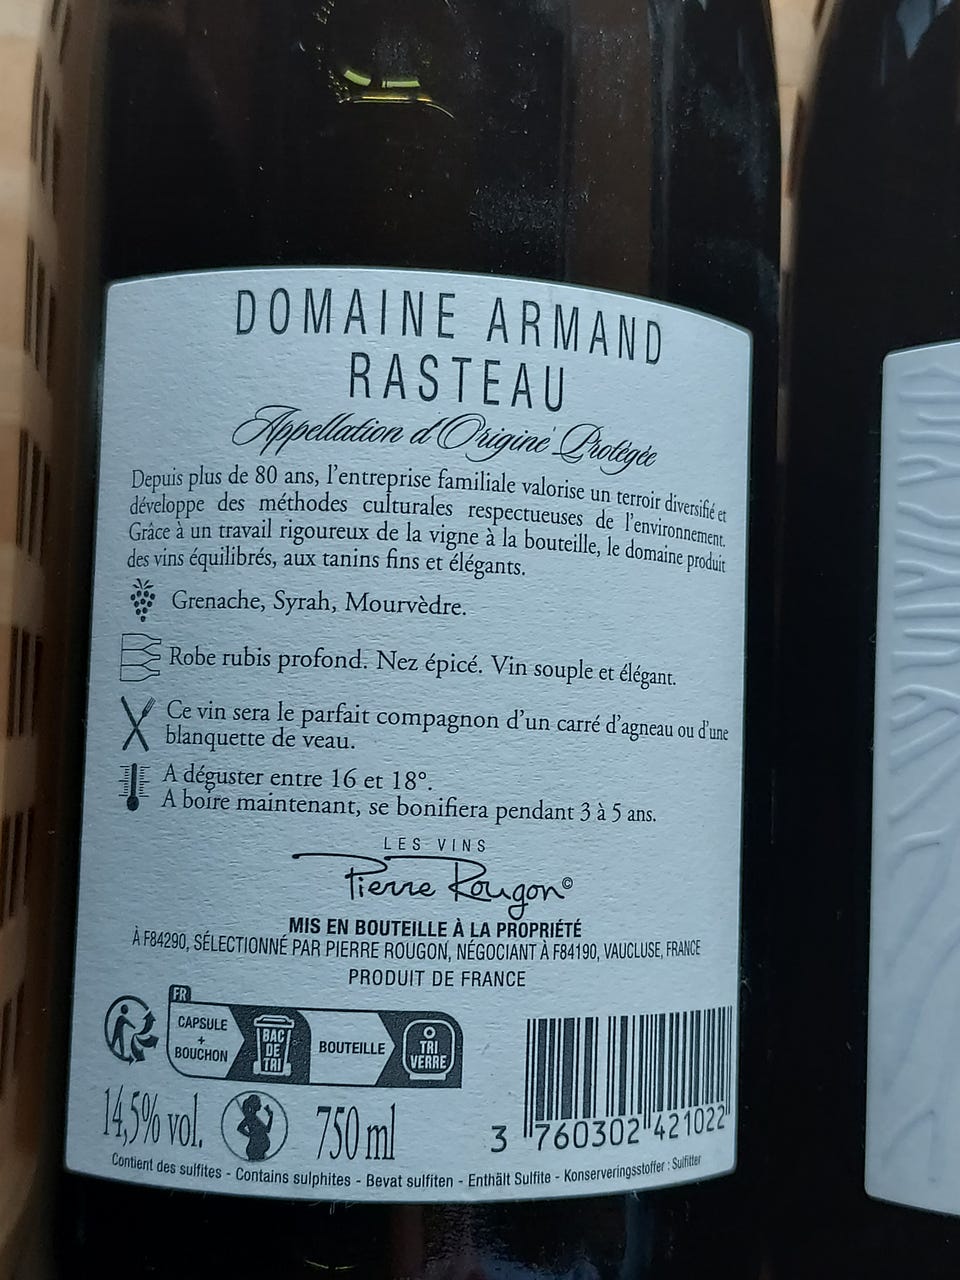 DOMAINE ARMAND
RASTEAU
Appellation d'Origine Protégée
Depuis plus de 80 ans, l'entreprise familiale valorise un terroir diversifié et
développe des méthodes culturales respectueuses de l'environnement.
Grâce à un travail rigoureux de la vigne à la bouteille, le domaine produit
des vins équilibrés, aux tanins fins et élégants.
Grenache, Syrah, Mourvèdre.
Robe rubis profond. Nez épicé. Vin souple et élégant.
Ce vin sera le parfait compagnon d'un carré d'agneau ou d'une
blanquette de veau.
A déguster entre 16 et 18°.
A boire maintenant, se bonifiera pendant 3 à 5 ans.
LES VINS
Pierre Rougon©
MIS EN BOUTEILLE À LA PROPRIÉTÉ
À F84290, SÉLECTIONNÉ PAR PIERRE ROUGON, NÉGOCIANT À F84190, VAUCLUSE, FRANCE
PRODUIT DE FRANCE
FR
CAPSULE
+
BOUCHON
BAC
DE
TRI
BOUTEILLE
TRI
VERRE
14,5% vol.
750 ml
3 760302 421022
Contient des sulfites - Contains sulphites - Bevat sulfiten - Enthält Sulfite - Konserveringsstoffer : Sulfitter